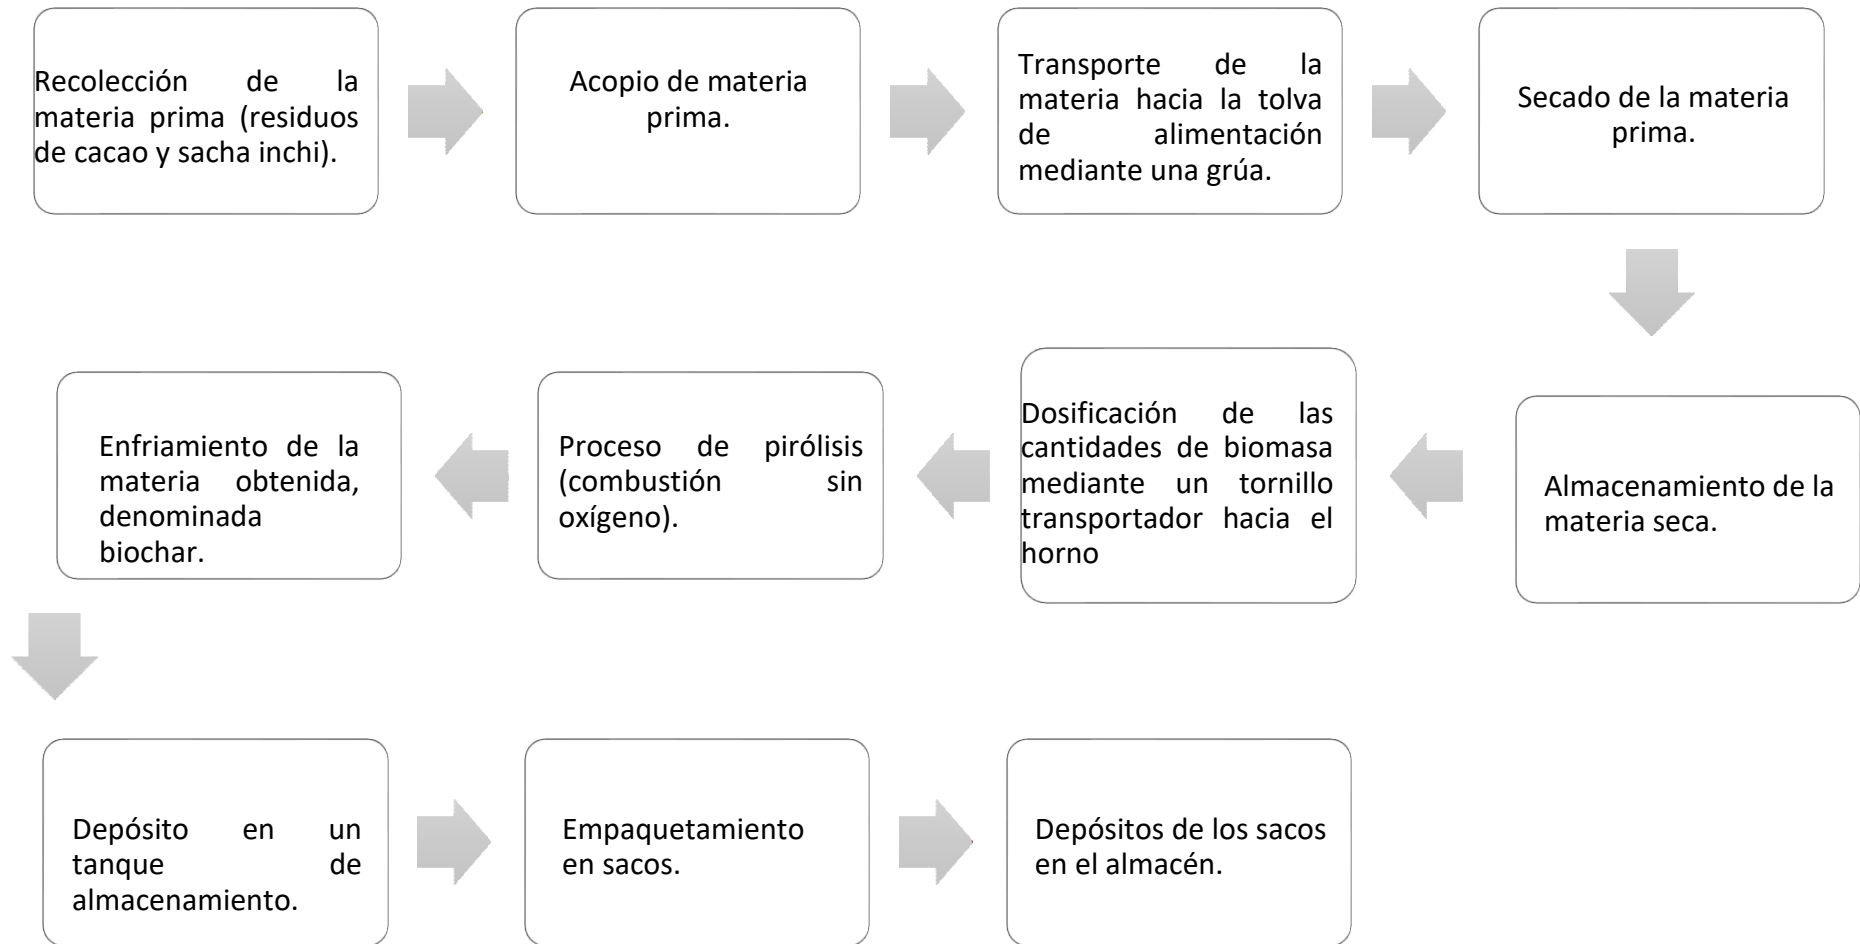 Recolección de la
materia prima (residuos
de cacao y sacha inchi).
Acopio de materia
prima.
Transporte de la
materia hacia la tolva
de alimentación
mediante una grúa.
Secado de la materia
prima.
Almacenamiento de la
materia seca.
Dosificación de las
cantidades de biomasa
mediante un tornillo
transportador hacia el
horno
Proceso de pirólisis
(combustión sin
oxígeno).
Enfriamiento de la
materia obtenida,
denominada
biochar.
Depósito en un
tanque de
almacenamiento.
Empaquetamiento
en sacos.
Depósitos de los sacos
en el almacén.